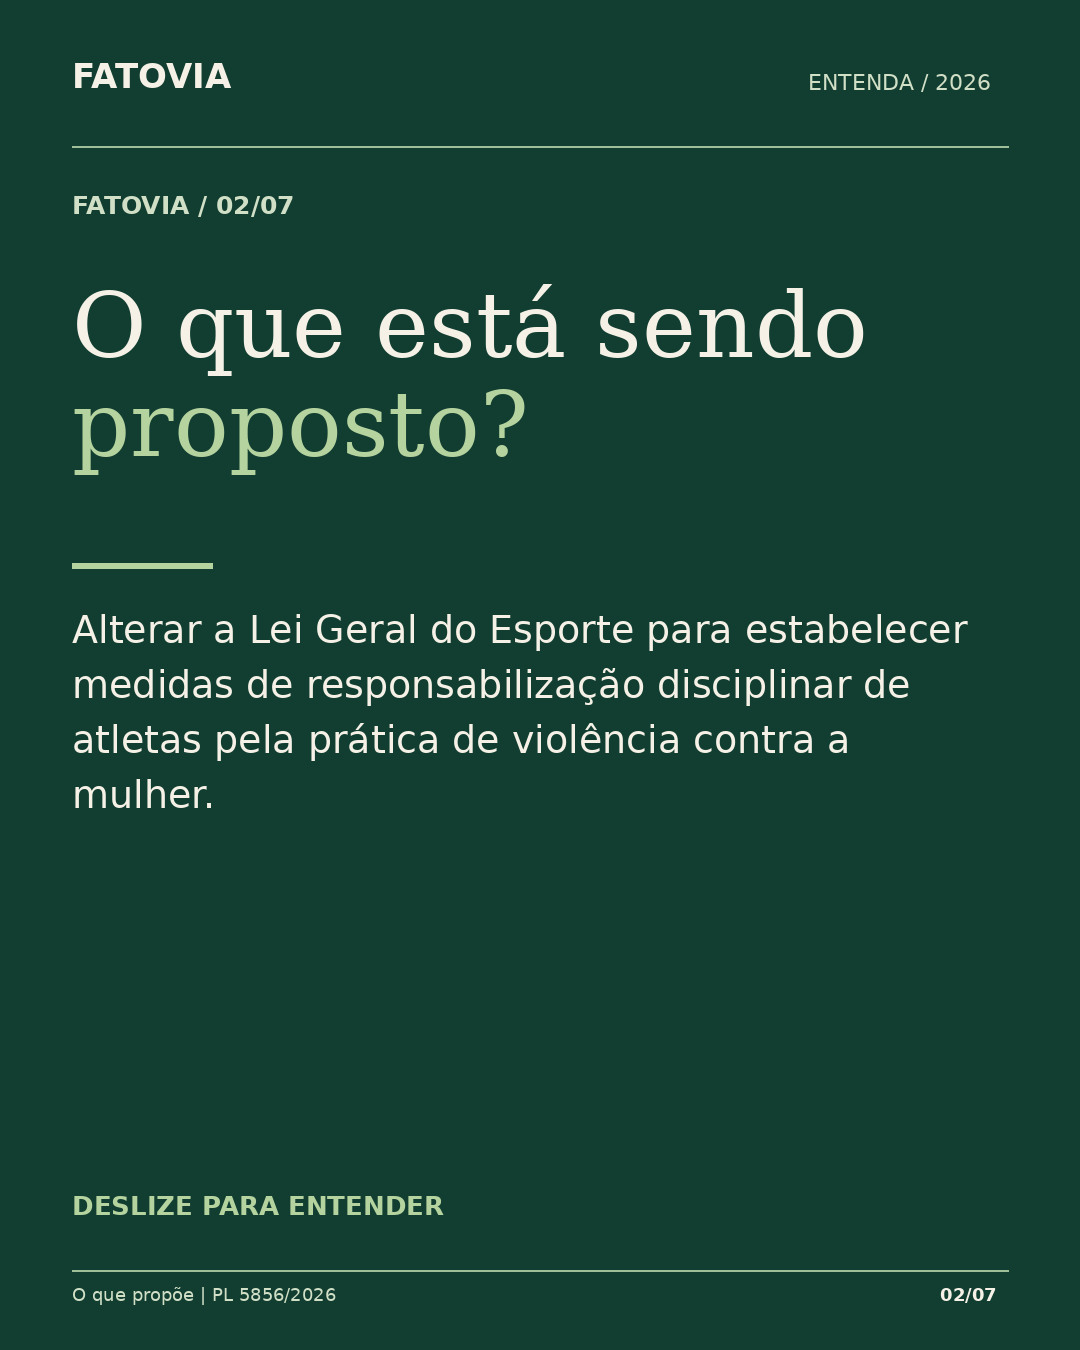 FATOVIA
ENTENDA / 2026
FATOVIA / 02/07
O que está sendo
proposto?
Alterar a Lei Geral do Esporte para estabelecer
medidas de responsabilização disciplinar de
atletas pela prática de violência contra a
mulher.
DESLIZE PARA ENTENDER
O que propõe | PL 5856/2026
02/07